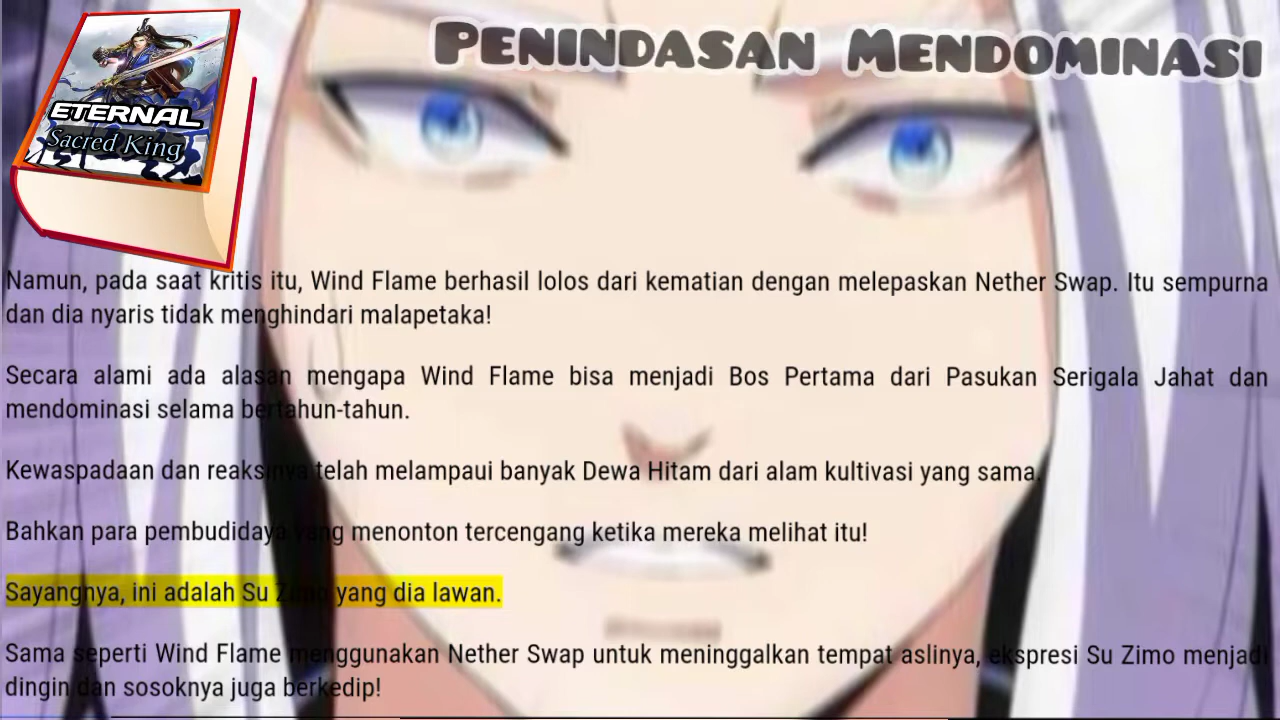 Penindasan Mendominasi
ETERNAL
Sacred King
Namun, pada saat kritis itu, Wind Flame berhasil lolos dari kematian dengan melepaskan Nether Swap. Itu sempurna
dan dia nyaris tidak menghindari malapetaka!
Secara alami ada alasan mengapa Wind Flame bisa menjadi Bos Pertama dari Pasukan Serigala Jahat dan
mendominasi selama bertahun-tahun.
Kewaspadaan dan reaksinya telah melampaui banyak Dewa Hitam dari alam kultivasi yang sama.
Bahkan para pembudidaya yang menonton tercengang ketika mereka melihat itu!
Sayangnya, ini adalah Su Zimo yang dia lawan.
Sama seperti Wind Flame menggunakan Nether Swap untuk meninggalkan tempat aslinya, ekspresi Su Zimo menjadi
dingin dan sosoknya juga berkedip!